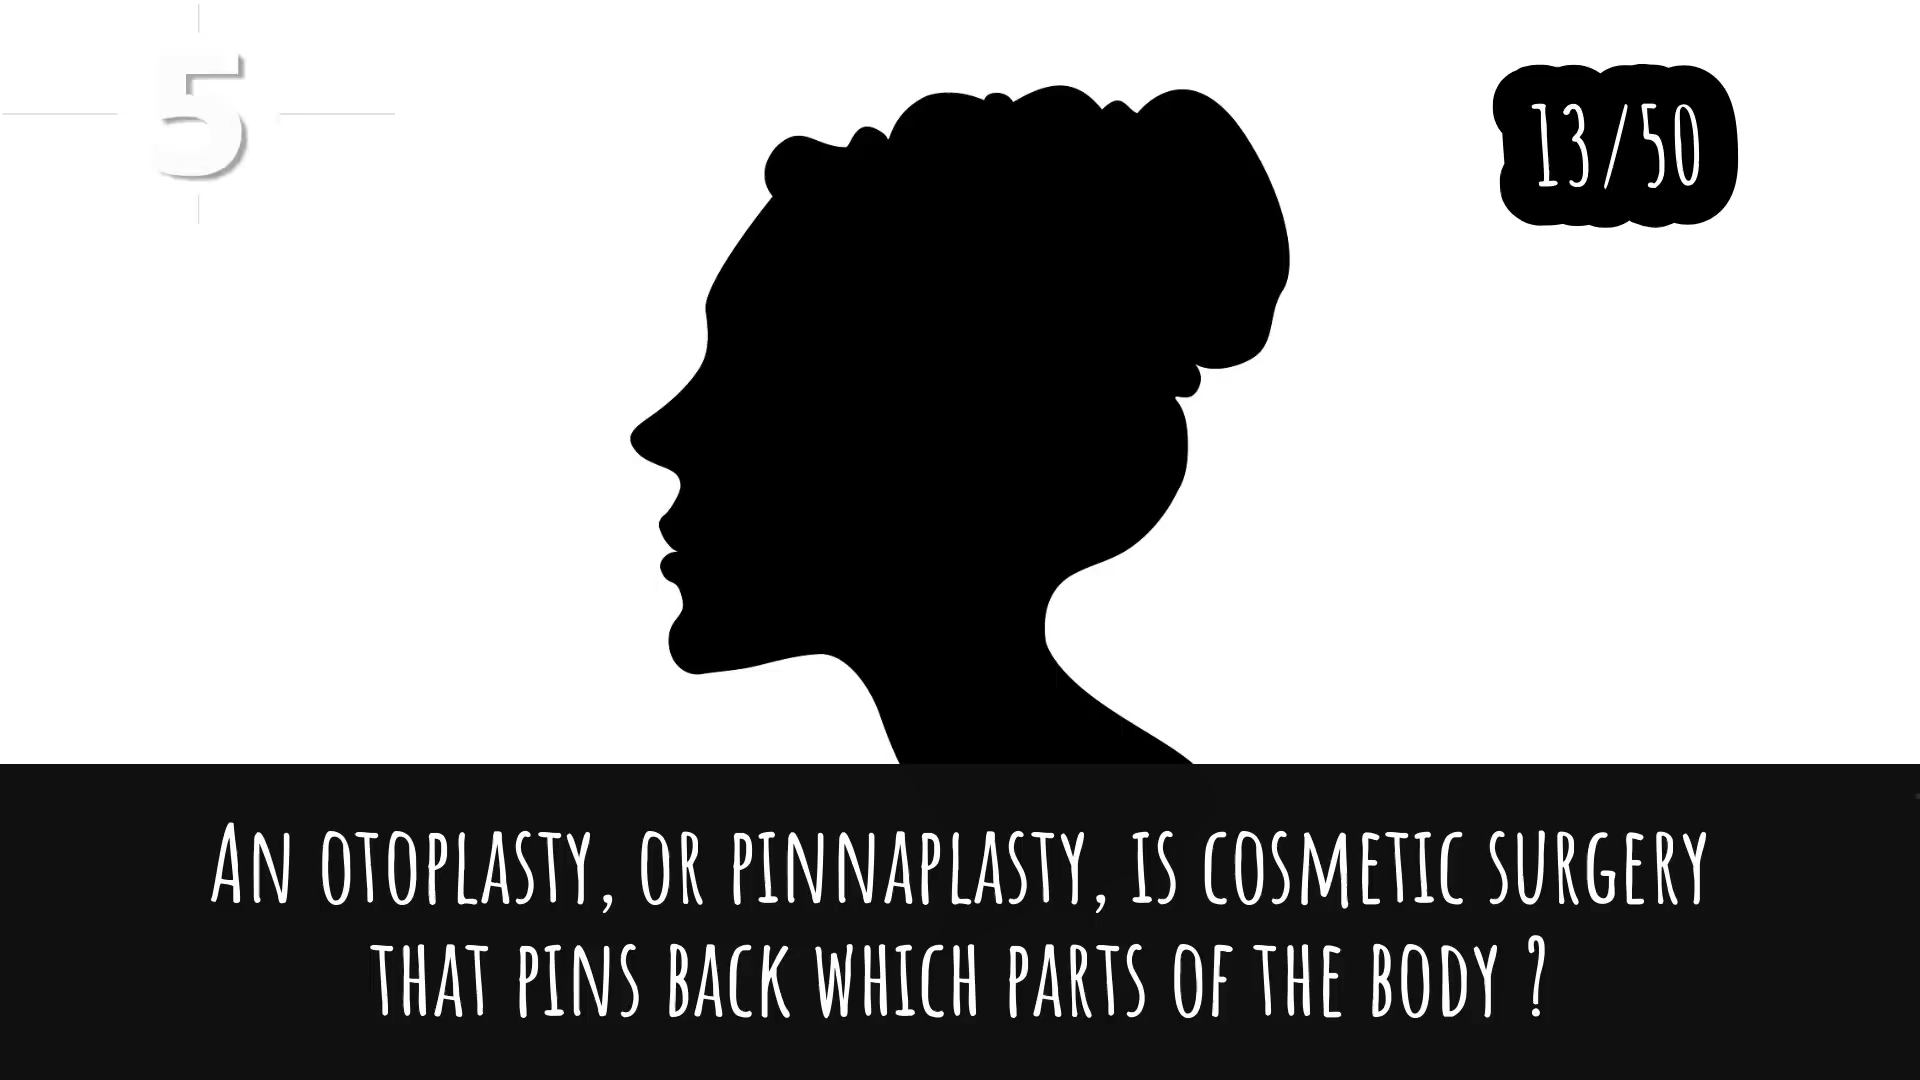 5
13/50
An otoplasty, or pinnaplasty, is cosmetic surgery
that pins back which parts of the body ?